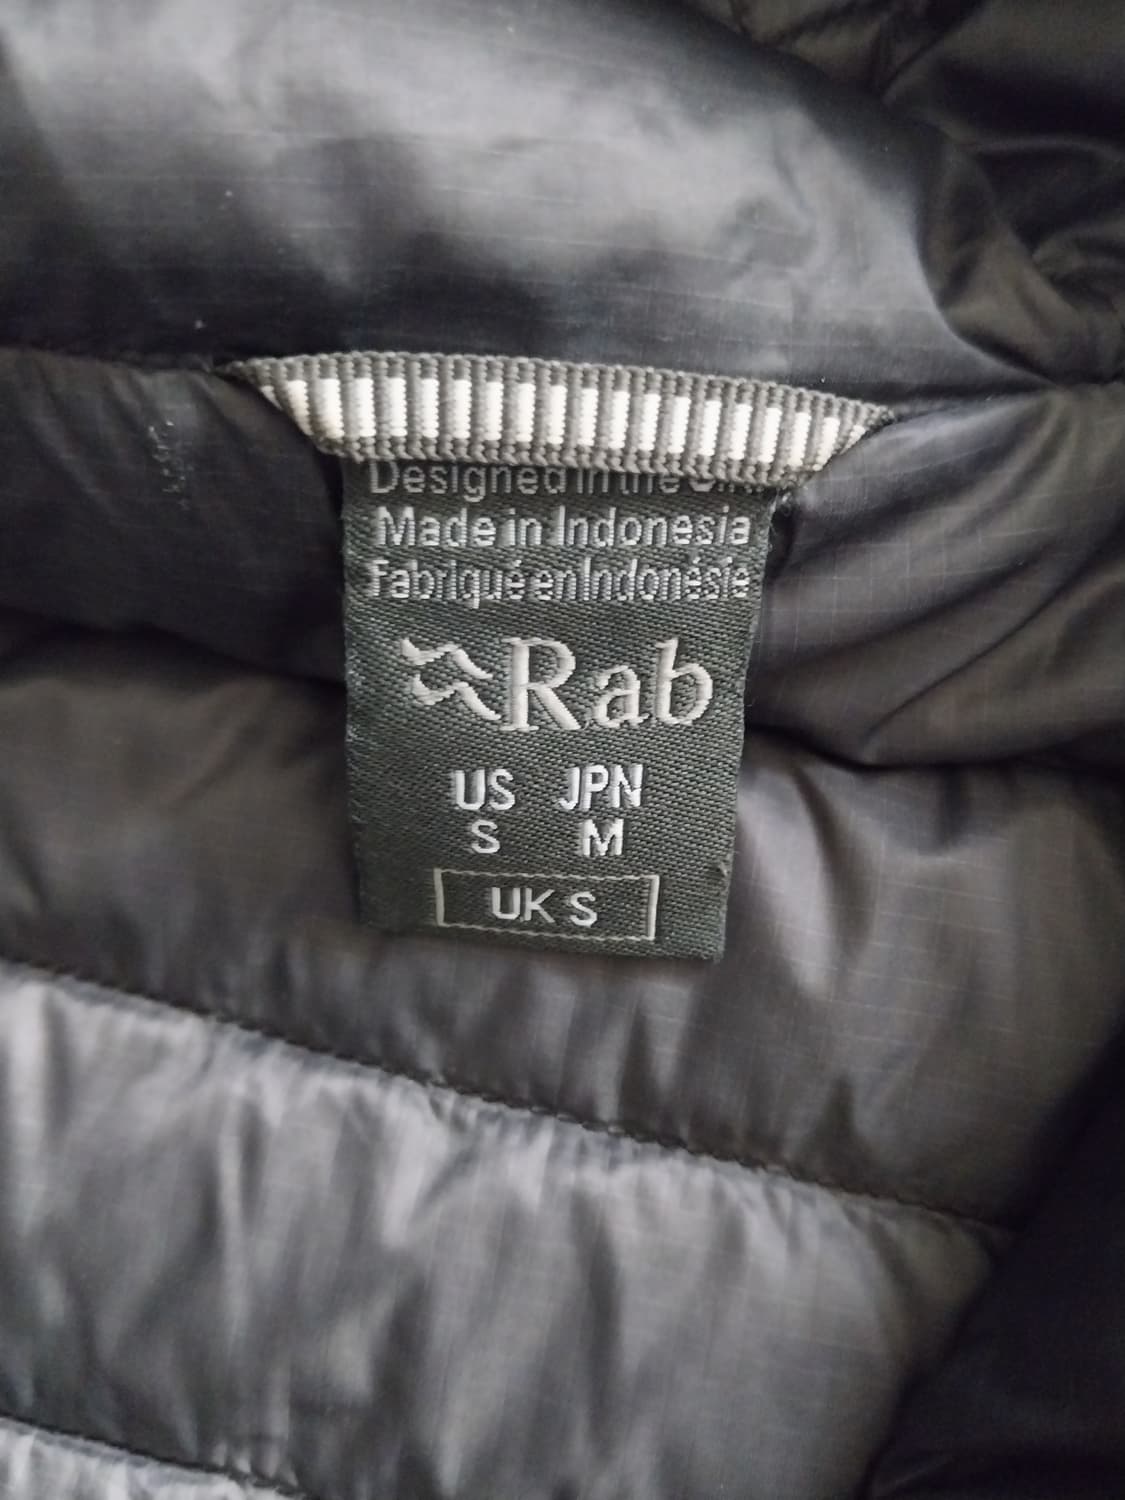 Designed in the
Made in Indonesia
Fabriqué en Indonésie
Rab
US JPN
S M
UK S